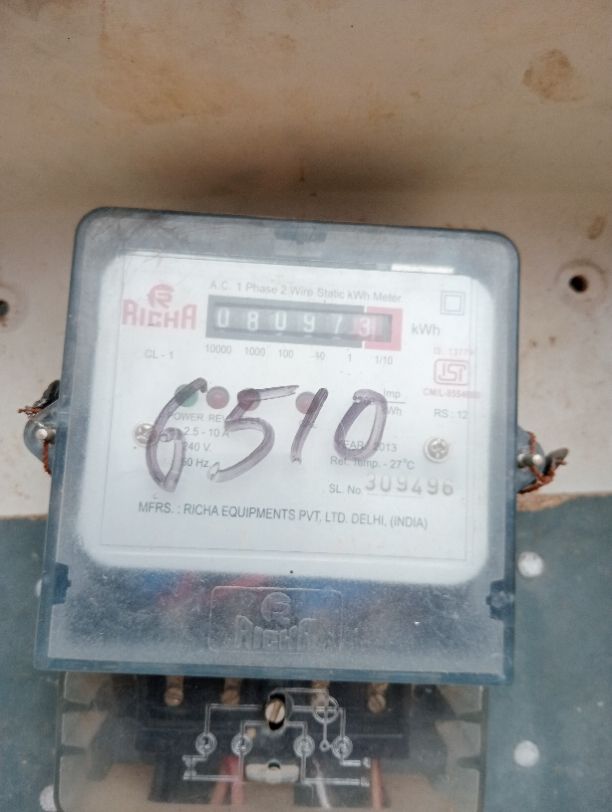 A.C. 1 Phase 2 Wire Static kWh Meter
RICHA
080973 kWh
10000 1000 100 10 1 1/10
CL - 1
IS 13779
ISI
CM/L-
Imp
kWh
RS : 12
6510
POWER REV
2.5 - 10 A
240 V.
50 Hz.
YEAR 2013
Ref. Temp. - 27°C
SL. No. 309496
MFRS. : RICHA EQUIPMENTS PVT. LTD. DELHI, (INDIA)
RICHA